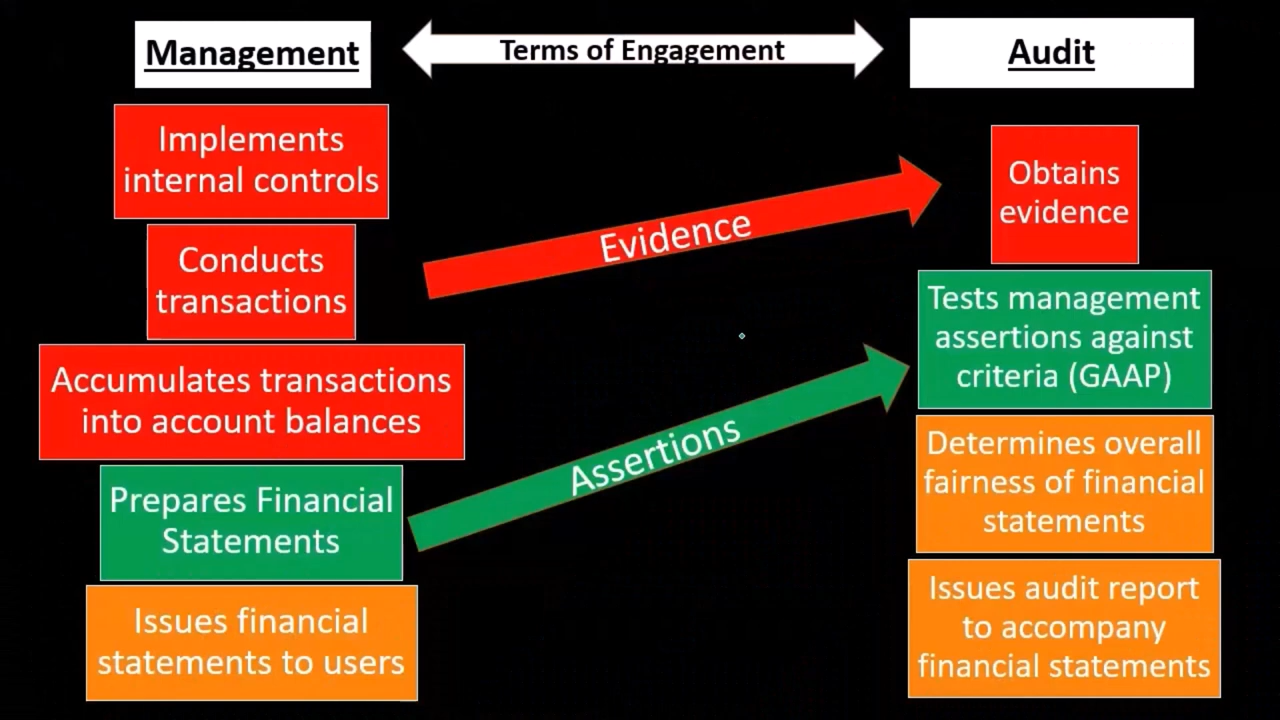 Management
Terms of Engagement
Audit
Implements
internal controls
Conducts
transactions
Accumulates transactions
into account balances
Prepares Financial
Statements
Issues financial
statements to users
Evidence
Assertions
Obtains
evidence
Tests management
assertions against
criteria (GAAP)
Determines overall
fairness of financial
statements
Issues audit report
to accompany
financial statements